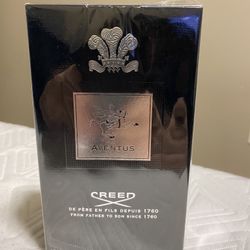 AVENTUS
CREED
DE PÈRE EN FILS DEPUIS 1760
FROM FATHER TO SON SINCE 1760